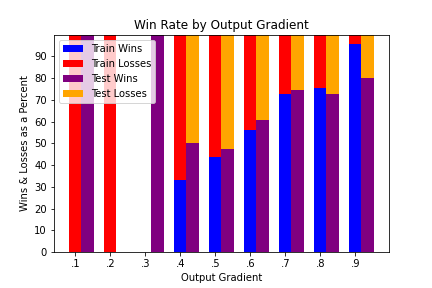 Win Rate by Output Gradient
Train Wins
Train Losses
Test Wins
Test Losses
Wins & Losses as a Percent
90
80
70
60
50
40
30
20
10
0
.1 .2 .3 .4 .5 .6 .7 .8 .9
Output Gradient